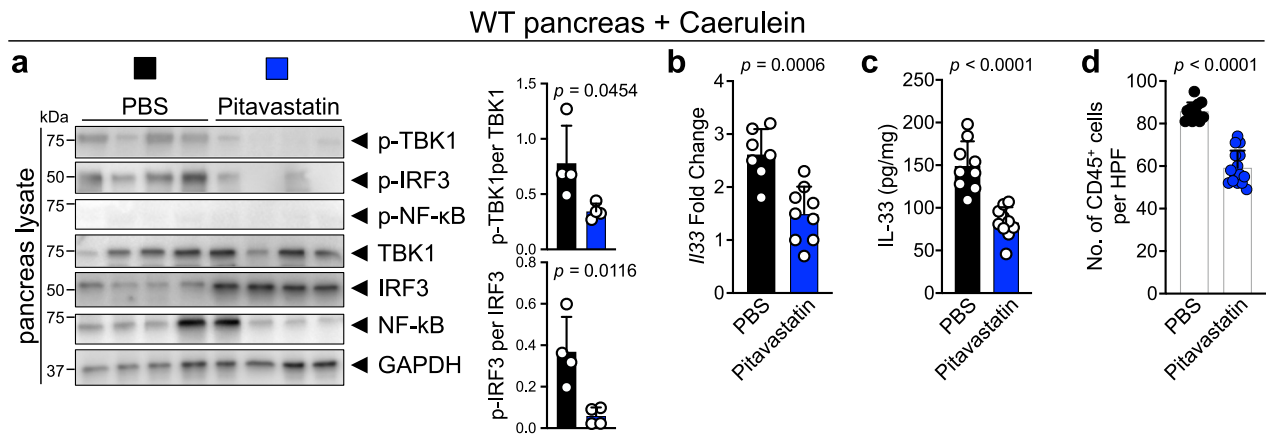 WT pancreas + Caerulein
a
PBS
Pitavastatin
kDa
pancreas lysate
75
p-TBK1
50
p-IRF3
75
p-NF-κB
75
TBK1
50
IRF3
75
NF-kB
37
GAPDH
p-TBK1per TBK1
1.5
1.0
0.5
0.0
p = 0.0454
p-IRF3 per IRF3
0.6
0.4
0.2
0.0
p = 0.0116
b
p = 0.0006
Il33 Fold Change
4
3
2
1
0
PBS
Pitavastatin
c
p < 0.0001
IL-33 (pg/mg)
250
200
150
100
50
0
PBS
Pitavastatin
d
p < 0.0001
No. of CD45+ cells
per HPF
100
80
60
40
20
0
PBS
Pitavastatin